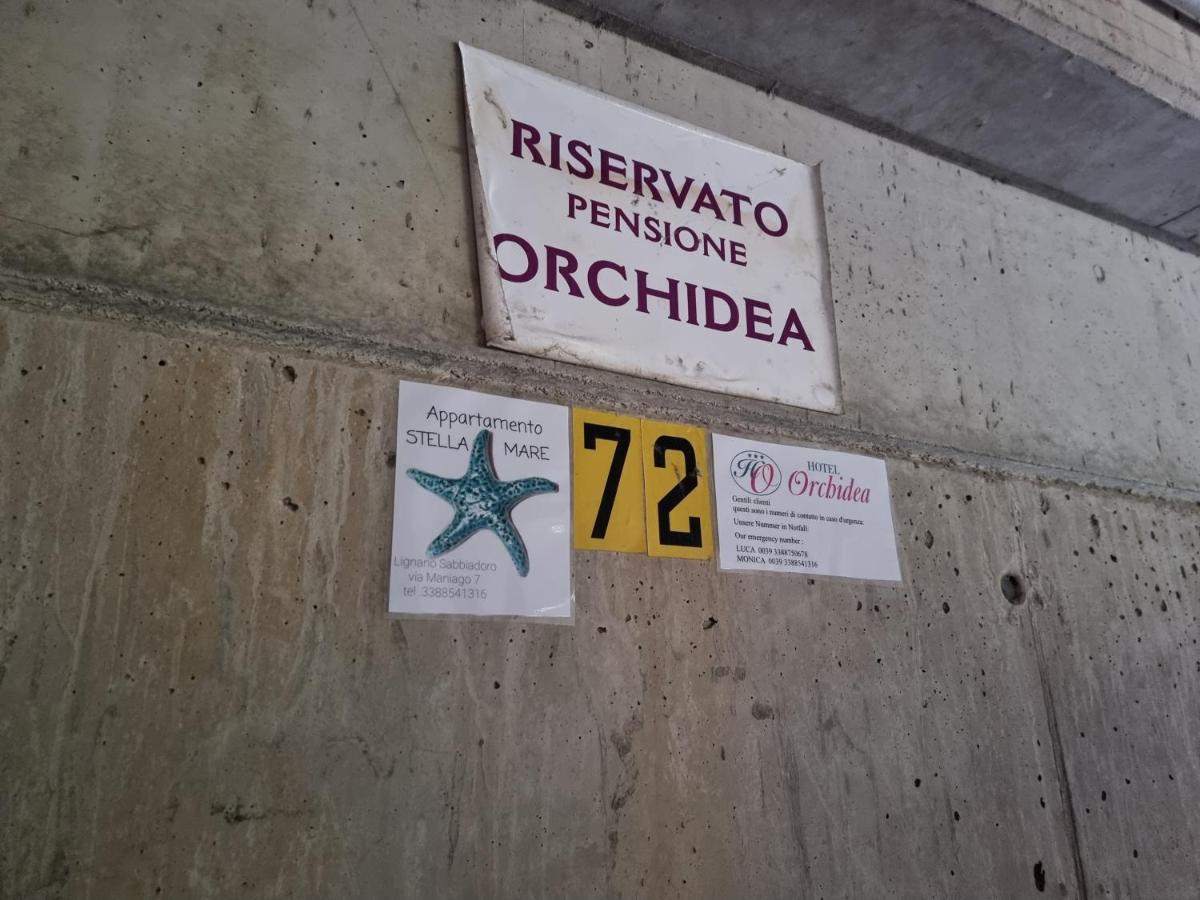 RISERVATO
PENSIONE
ORCHIDEA
Appartamento
STELLA MARE
Lignano Sabbiadoro
via Maniago 7
tel .3388541316
72
HO
HOTEL
Orchidea
Gentili clienti
questi sono i numeri di contatto in caso d'urgenza:
Unsere Nummer in Notfall:
Our emergency number :
LUCA 0039 3388750678
MONICA 0039 3388541316